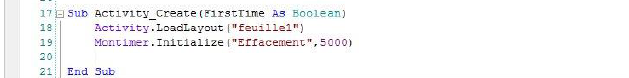 17 Sub Activity_Create(FirstTime As Boolean)
18 Activity.LoadLayout("feuille1")
19 Montimer.Initialize("Effacement",5000)
20
21 End Sub